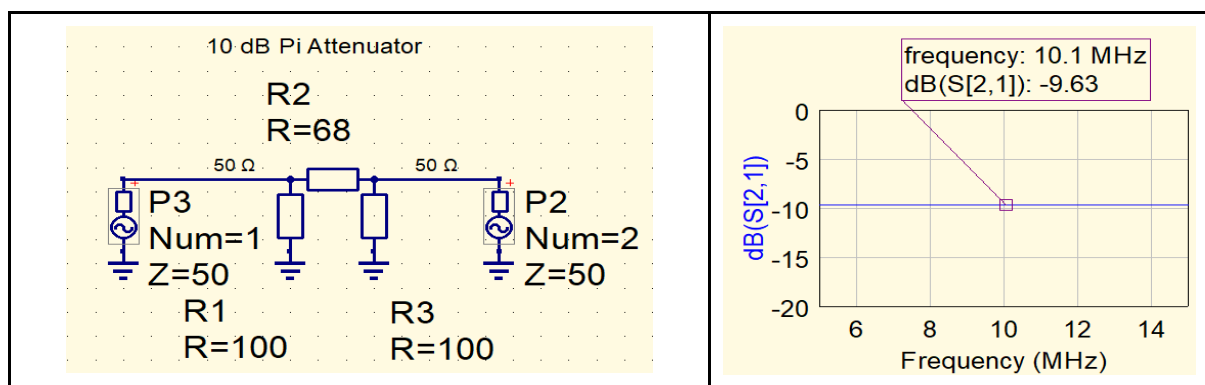 10 dB Pi Attenuator
R2
R=68
50 Ω
50 Ω
P3
Num=1
Z=50
P2
Num=2
Z=50
R1
R=100
R3
R=100
frequency: 10.1 MHz
dB(S[2,1]): -9.63
dB(S[2,1])
0
-5
-10
-15
-20
6 8 10 12 14
Frequency (MHz)